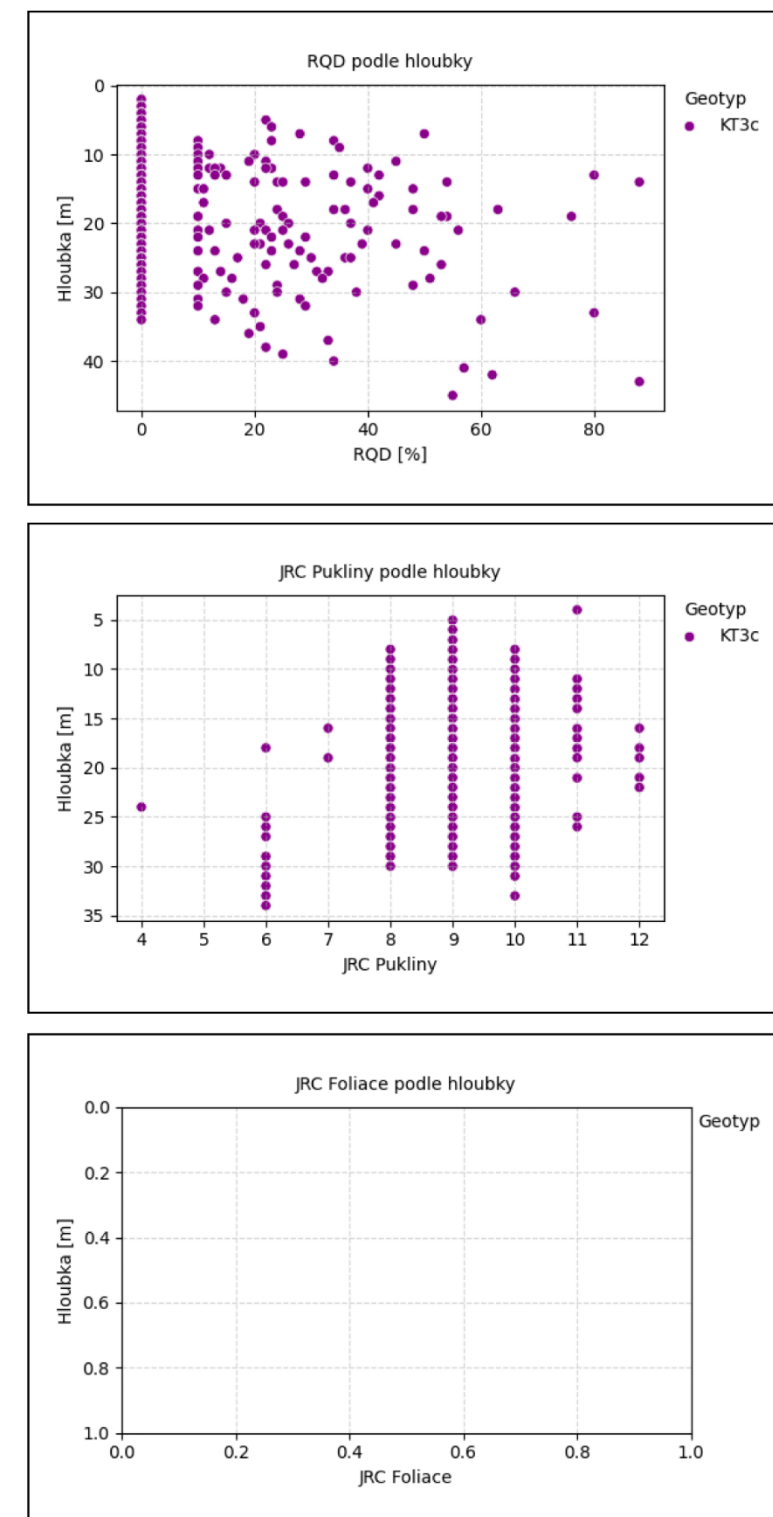 RQD podle hloubky
0
10
20
30
40
Hloubka [m]
0 20 40 60 80
RQD [%]
Geotyp
KT3c
JRC Pukliny podle hloubky
5
10
15
20
25
30
35
Hloubka [m]
4 5 6 7 8 9 10 11 12
JRC Pukliny
Geotyp
KT3c
JRC Foliace podle hloubky
0.0
0.2
0.4
0.6
0.8
1.0
Hloubka [m]
0.0 0.2 0.4 0.6 0.8 1.0
JRC Foliace
Geotyp